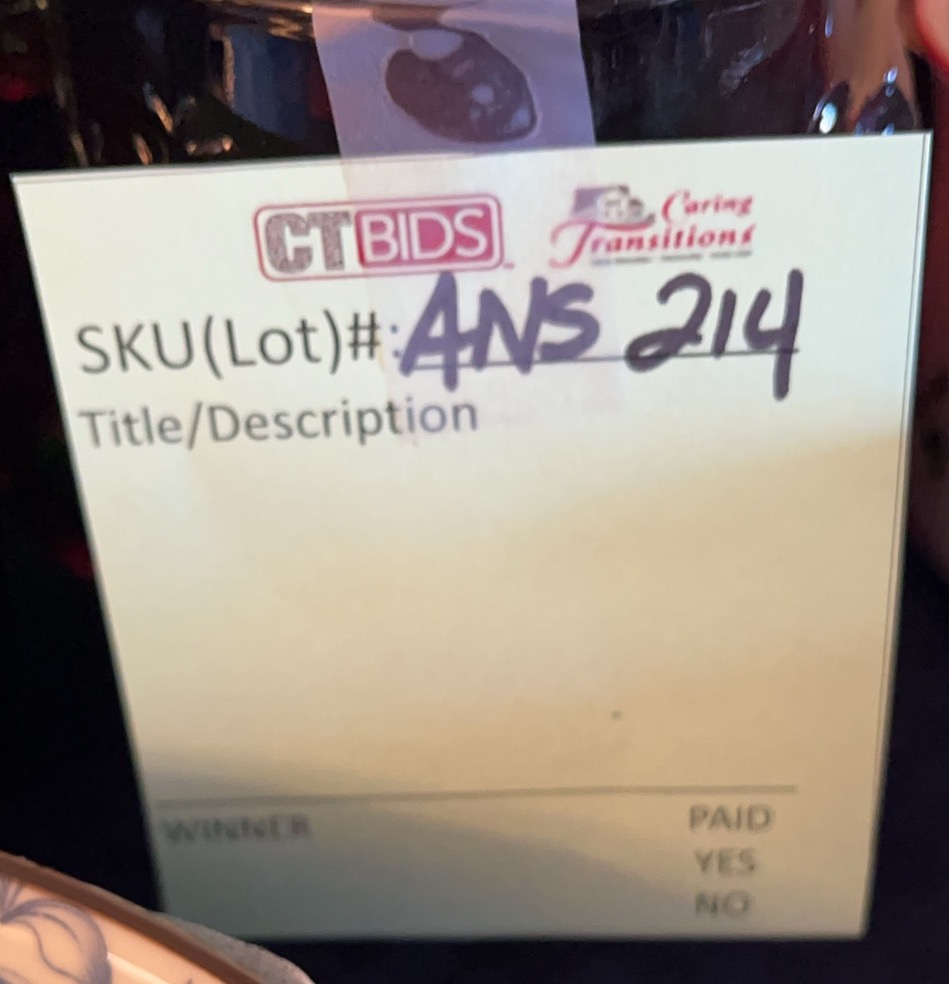 CTBIDS
Caring
Transitions
SKU(Lot)#: ANS 214
Title/Description
WINNER
PAID
YES
NO